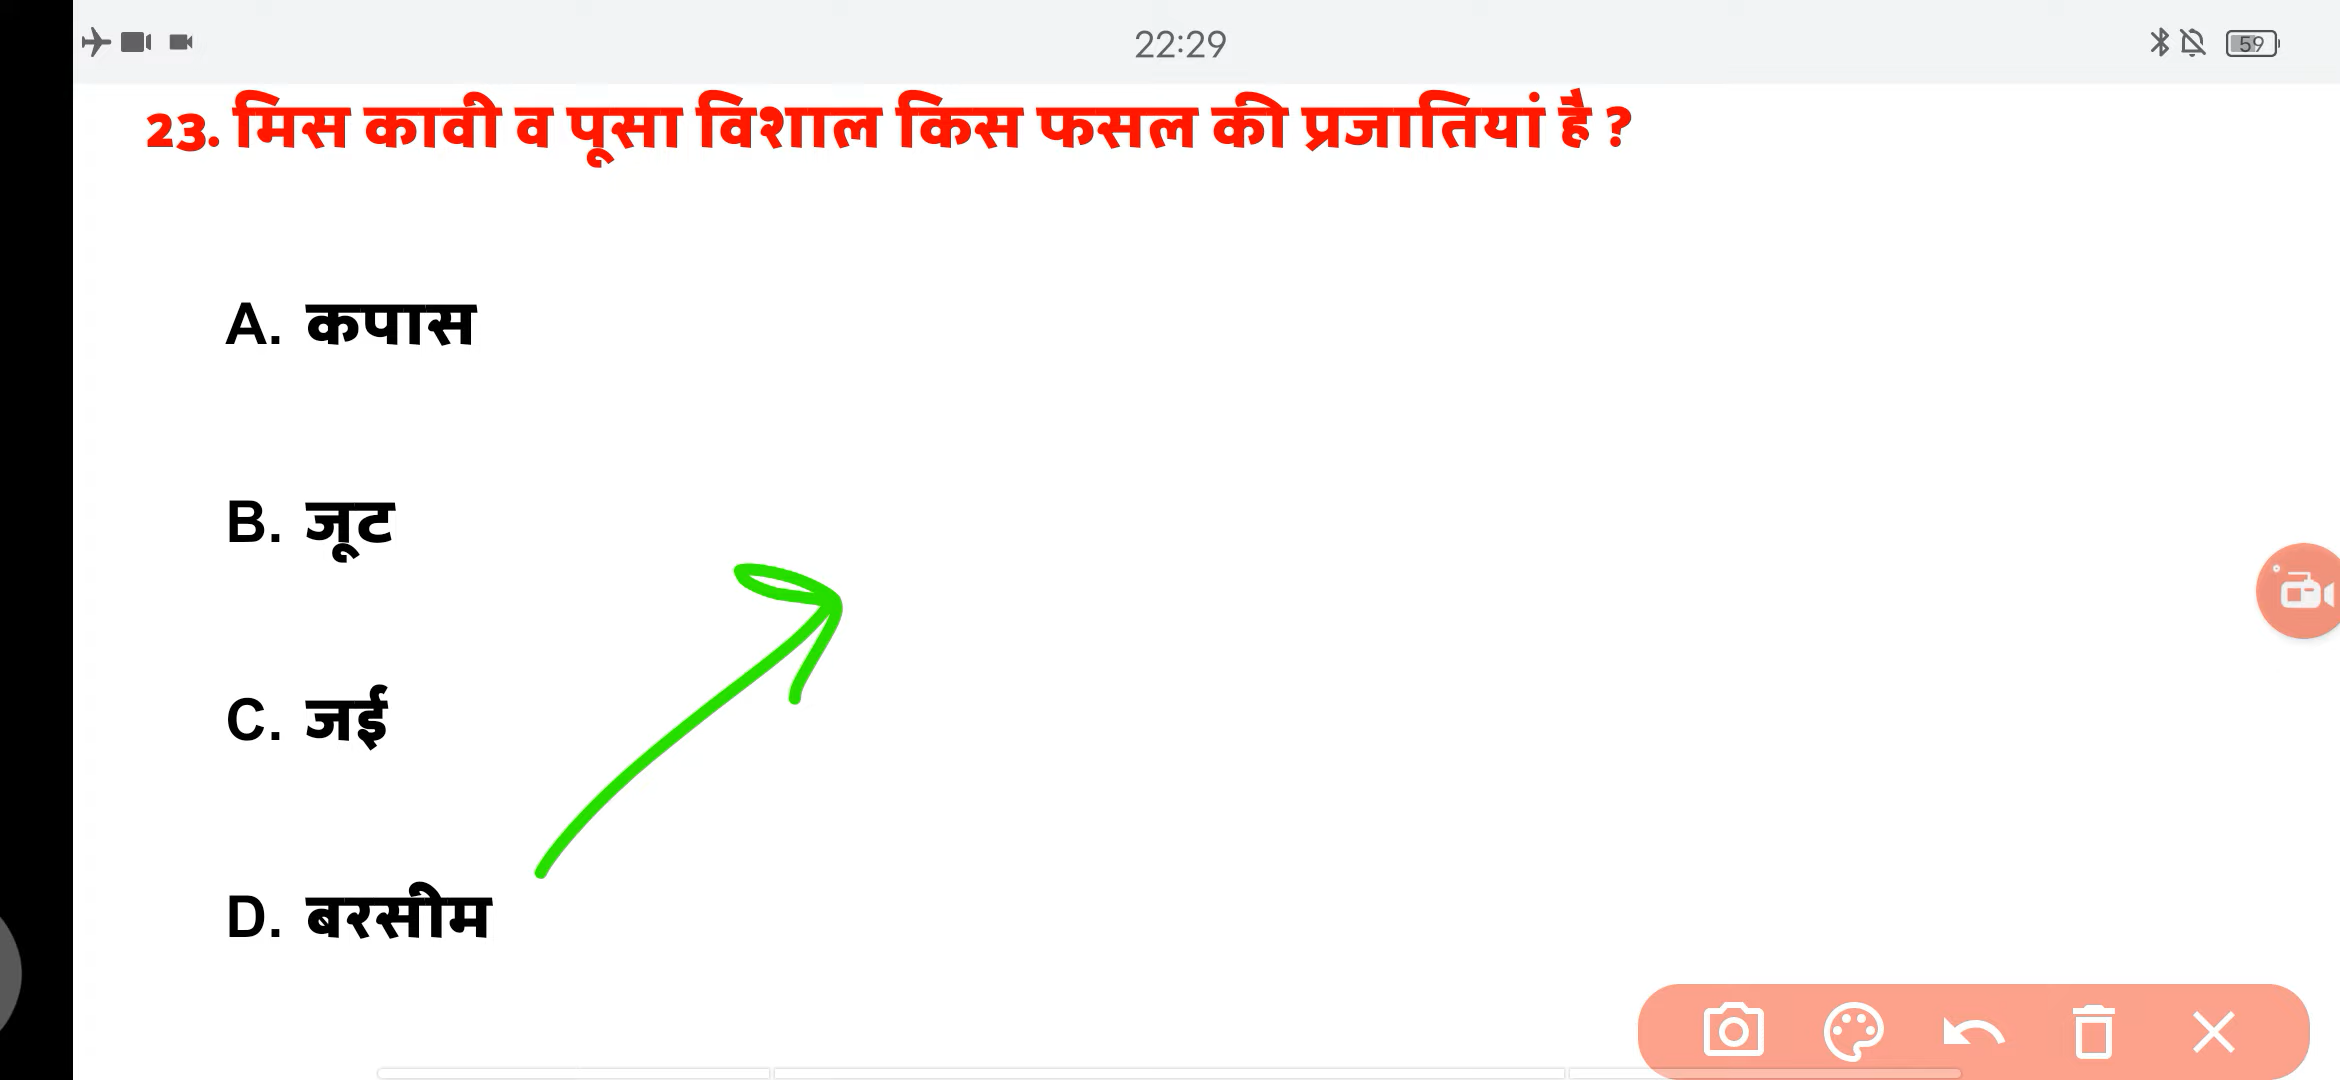 22:29
59
23. मिस कावी व पूसा विशाल किस फसल की प्रजातियां है ?
A. कपास
B. जूट
C. जई
D. बरसीम